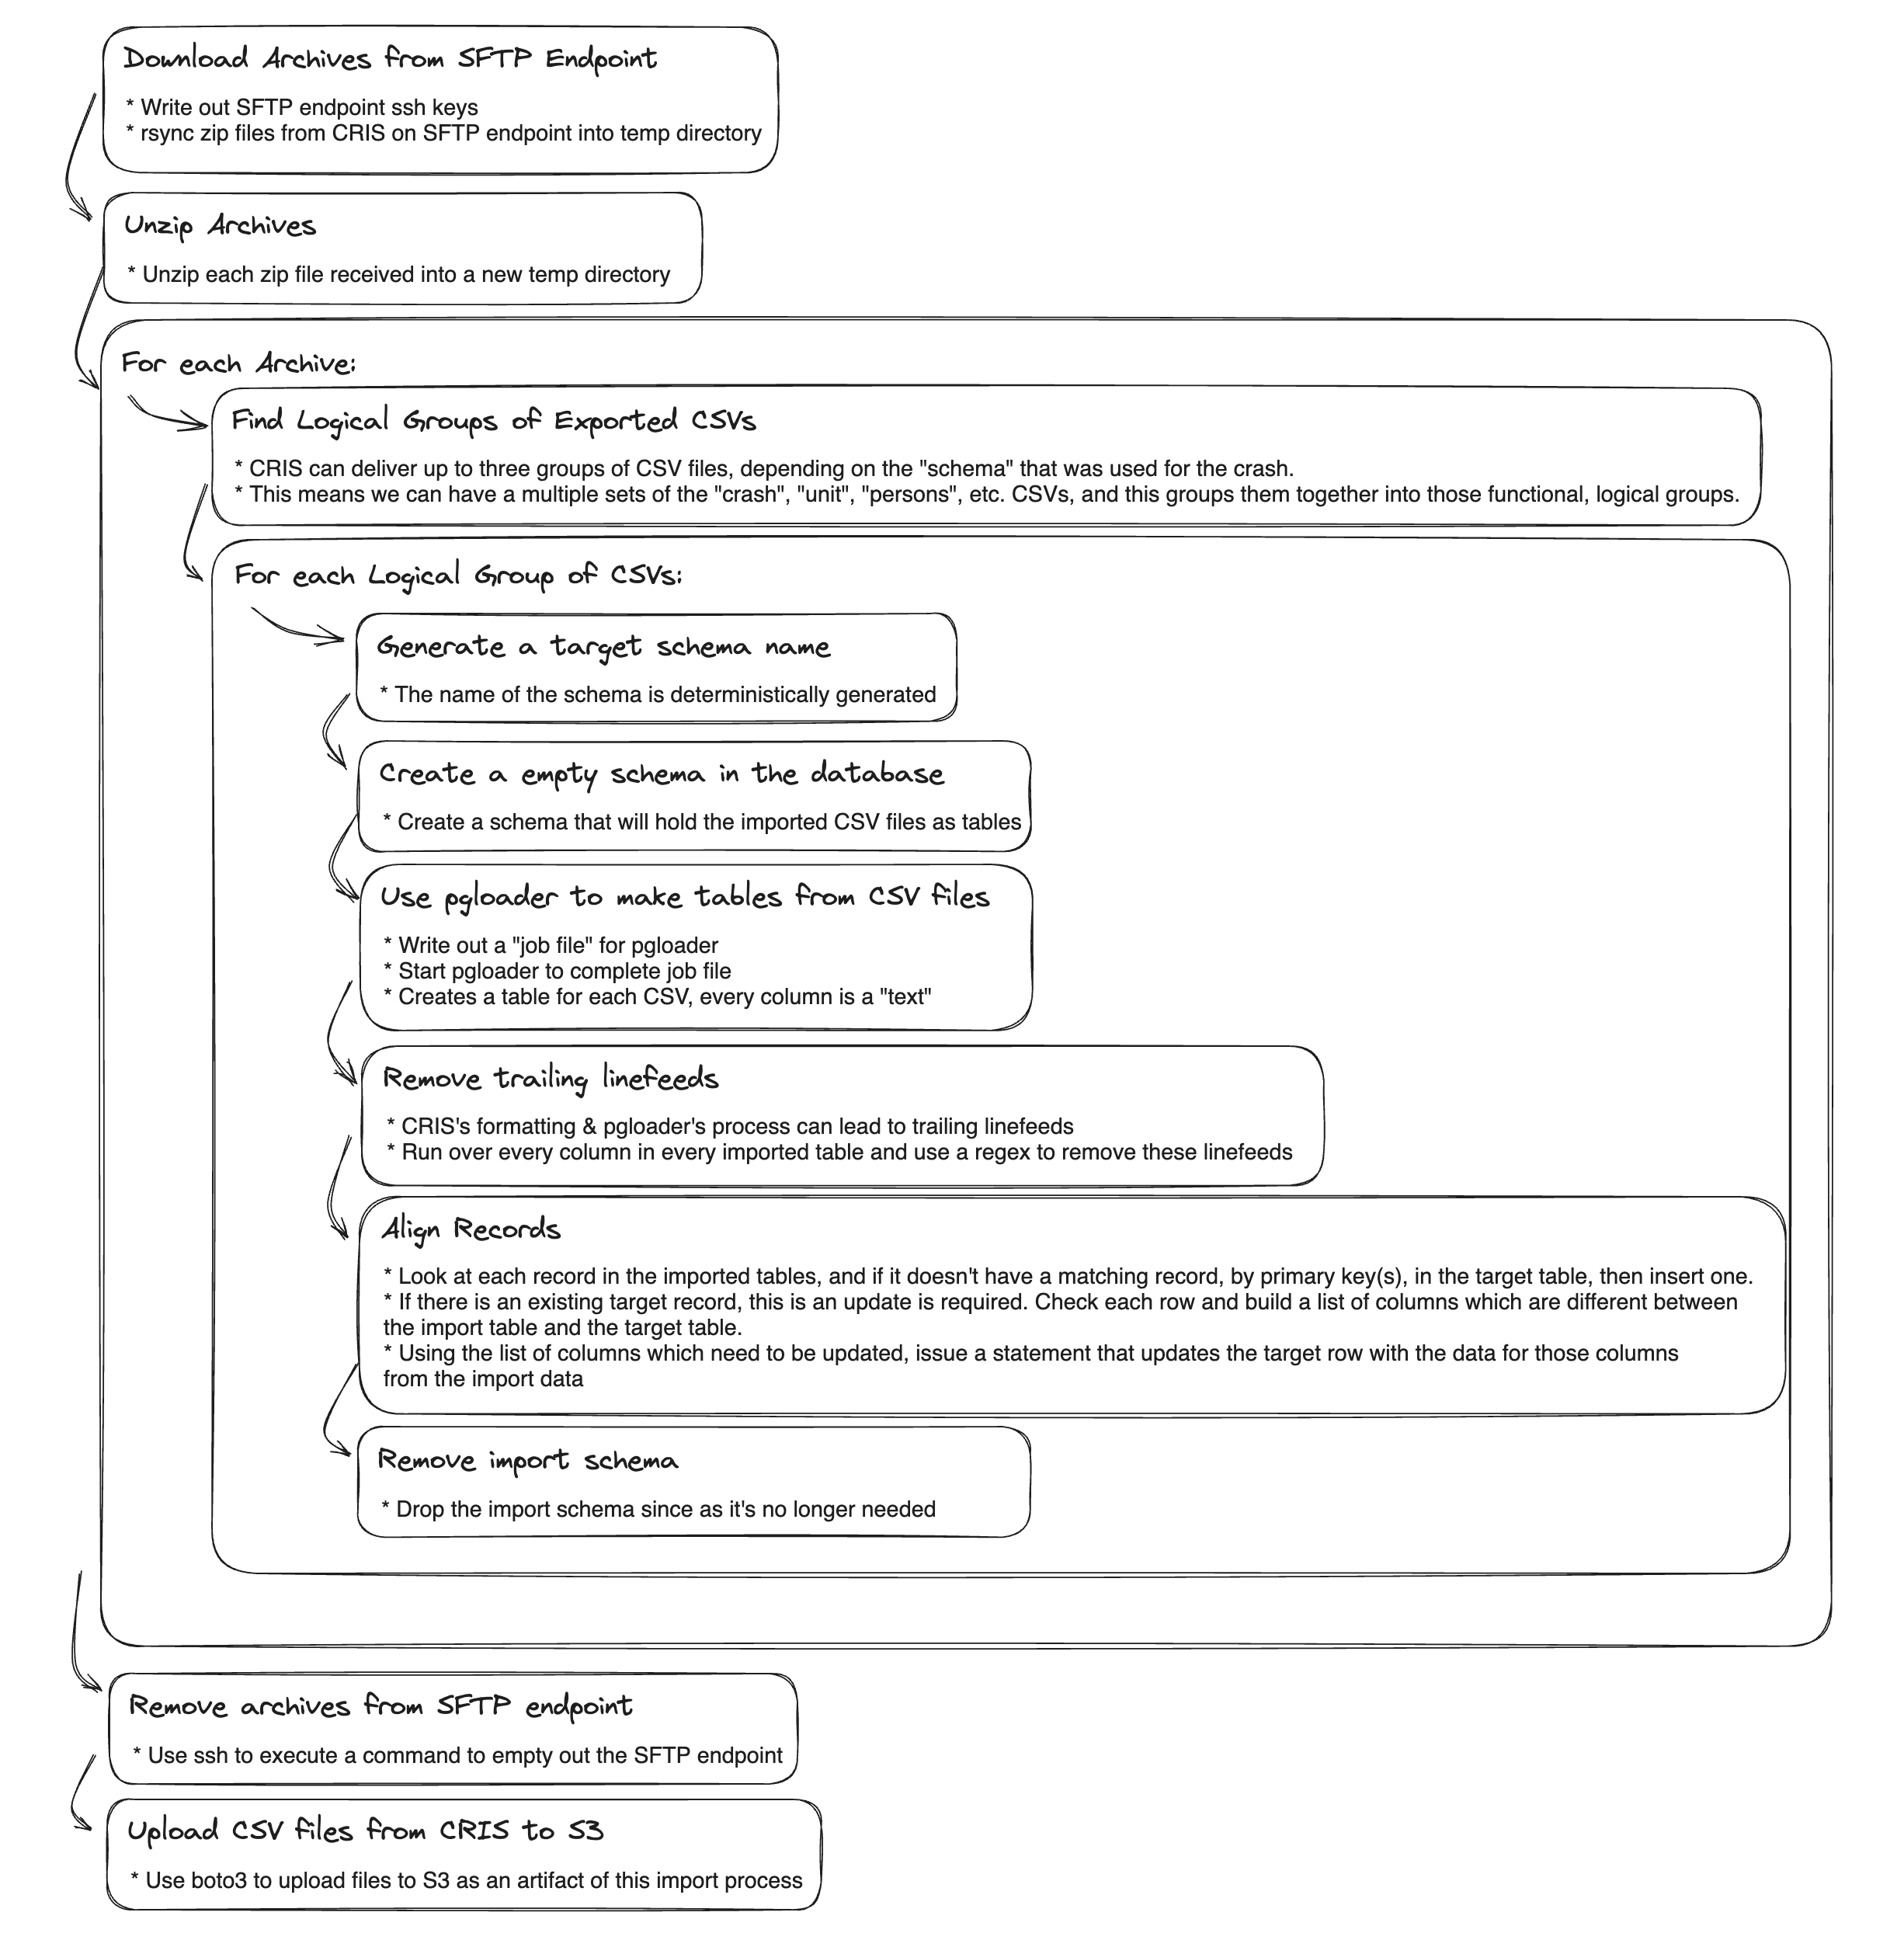 Download Archives from SFTP Endpoint
* Write out SFTP endpoint ssh keys
* rsync zip files from CRIS on SFTP endpoint into temp directory
Unzip Archives
* Unzip each zip file received into a new temp directory
For each Archive:
Find Logical Groups of Exported CSVs
* CRIS can deliver up to three groups of CSV files, depending on the "schema" that was used for the crash.
* This means we can have a multiple sets of the "crash", "unit", "persons", etc. CSVs, and this groups them together into those functional, logical groups.
For each Logical Group of CSVs:
Generate a target schema name
* The name of the schema is deterministically generated
Create a empty schema in the database
* Create a schema that will hold the imported CSV files as tables
Use pgloader to make tables from CSV files
* Write out a "job file" for pgloader
* Start pgloader to complete job file
* Creates a table for each CSV, every column is a "text"
Remove trailing linefeeds
* CRIS's formatting & pgloader's process can lead to trailing linefeeds
* Run over every column in every imported table and use a regex to remove these linefeeds
Align Records
* Look at each record in the imported tables, and if it doesn't have a matching record, by primary key(s), in the target table, then insert one.
* If there is an existing target record, this is an update is required. Check each row and build a list of columns which are different between
the import table and the target table.
* Using the list of columns which need to be updated, issue a statement that updates the target row with the data for those columns
from the import data
Remove import schema
* Drop the import schema since as it's no longer needed
Remove archives from SFTP endpoint
* Use ssh to execute a command to empty out the SFTP endpoint
Upload CSV files from CRIS to S3
* Use boto3 to upload files to S3 as an artifact of this import process